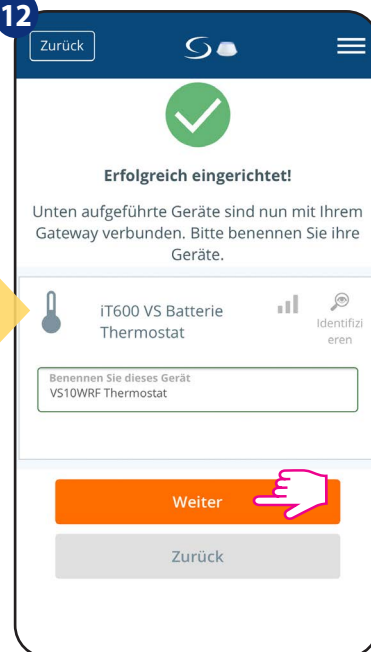 12
Zurück
Erfolgreich eingerichtet!
Unten aufgeführte Geräte sind nun mit Ihrem
Gateway verbunden. Bitte benennen Sie ihre
Geräte.
iT600 VS Batterie
Thermostat
Identifizi
eren
Benennen Sie dieses Gerät
VS10WRF Thermostat
Weiter
Zurück